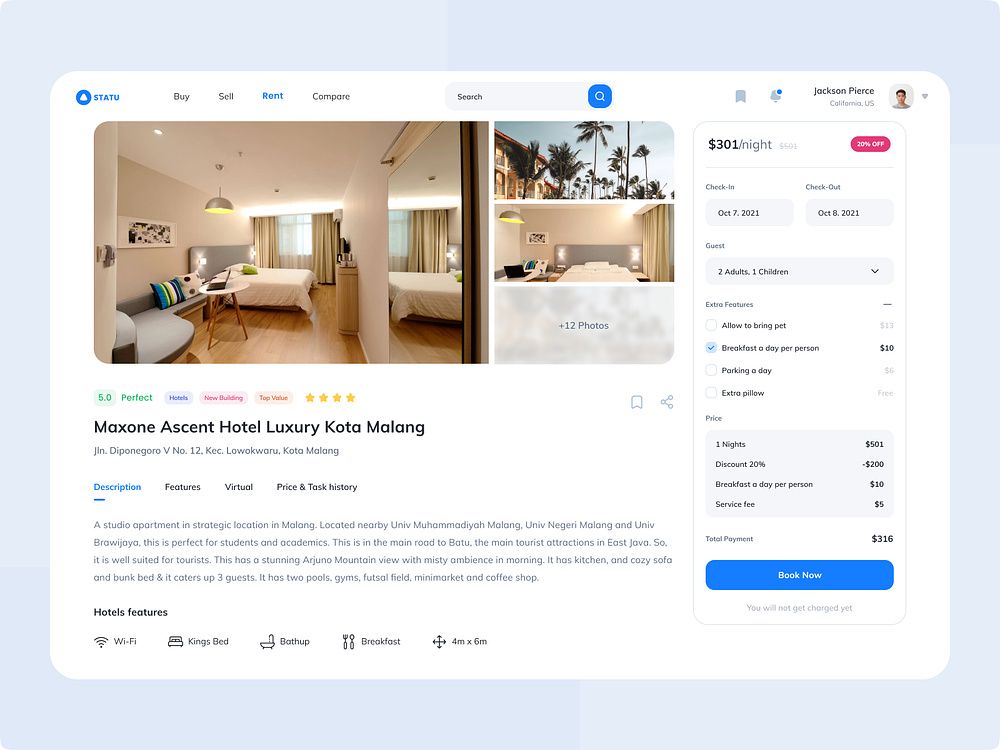 STATU
Buy
Sell
Rent
Compare
Search
Jackson Pierce
California, US
+12 Photos
$301/night $501
20% OFF
Check-In
Check-Out
Oct 7. 2021
Oct 8. 2021
Guest
2 Adults, 1 Children
Extra Features
Allow to bring pet $13
Breakfast a day per person $10
Parking a day $6
Extra pillow Free
Price
1 Nights $501
Discount 20% -$200
Breakfast a day per person $10
Service fee $5
Total Payment $316
Book Now
You will not get charged yet
5.0 Perfect
Hotels
New Building
Top Value
Maxone Ascent Hotel Luxury Kota Malang
Jln. Diponegoro V No. 12, Kec. Lowokwaru, Kota Malang
Description
Features
Virtual
Price & Task history
A studio apartment in strategic location in Malang. Located nearby Univ Muhammadiyah Malang, Univ Negeri Malang and Univ
Brawijaya, this is perfect for students and academics. This is in the main road to Batu, the main tourist attractions in East Java. So,
it is well suited for tourists. This has a stunning Arjuno Mountain view with misty ambience in morning. It has kitchen, and cozy sofa
and bunk bed & it caters up 3 guests. It has two pools, gyms, futsal field, minimarket and coffee shop.
Hotels features
Wi-Fi
Kings Bed
Bathup
Breakfast
4m x 6m